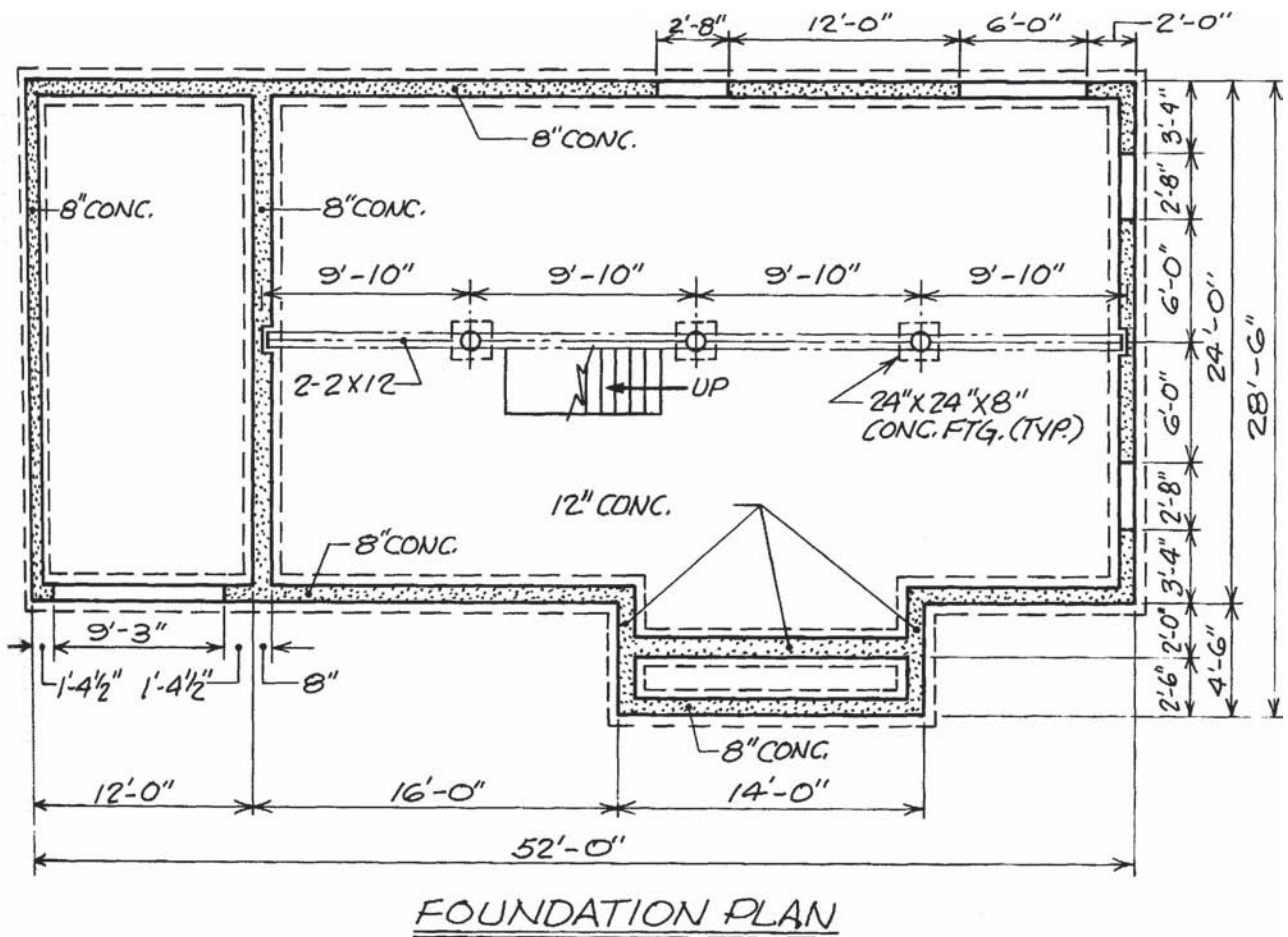 2'-8" 12'-0" 6'-0" 2'-0"
8" CONC.
3'-4"
8" CONC.
8" CONC.
2'-8"
9'-10" 9'-10" 9'-10" 9'-10"
6'-0"
24'-0"
28'-6"
2-2X12
UP
24" X 24" X 8"
CONC. FTG. (TYP.)
6'-0"
12" CONC.
2'-8"
8" CONC.
3'-4"
9'-3"
2'-0"
4'-6"
1'-4½" 1'-4½" 8"
2'-6"
8" CONC.
12'-0" 16'-0" 14'-0"
52'-0"
FOUNDATION PLAN